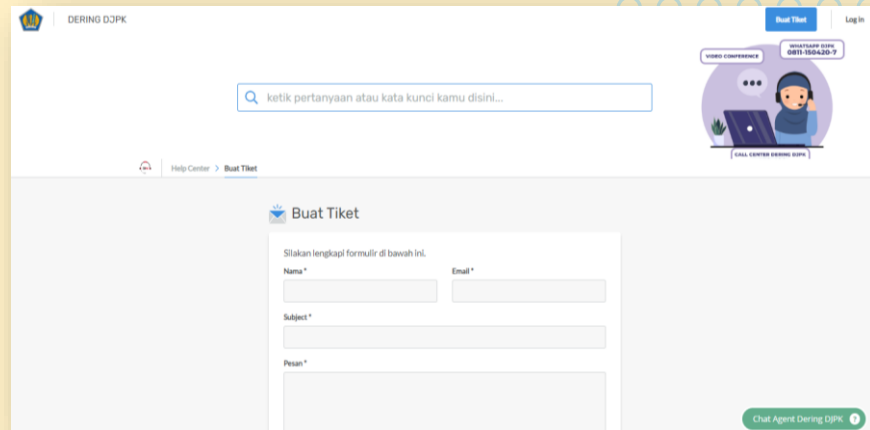 DERING DJPK
Buat Tiket
Log in
VIDEO CONFERENCE
WHATSAPP DJPK
0811-150420-7
ketik pertanyaan atau kata kunci kamu disini...
CALL CENTER DERING DJPK
Help Center > Buat Tiket
Buat Tiket
Silakan lengkapi formulir di bawah ini.
Nama *
Email *
Subject *
Pesan *
Chat Agent Dering DJPK ?